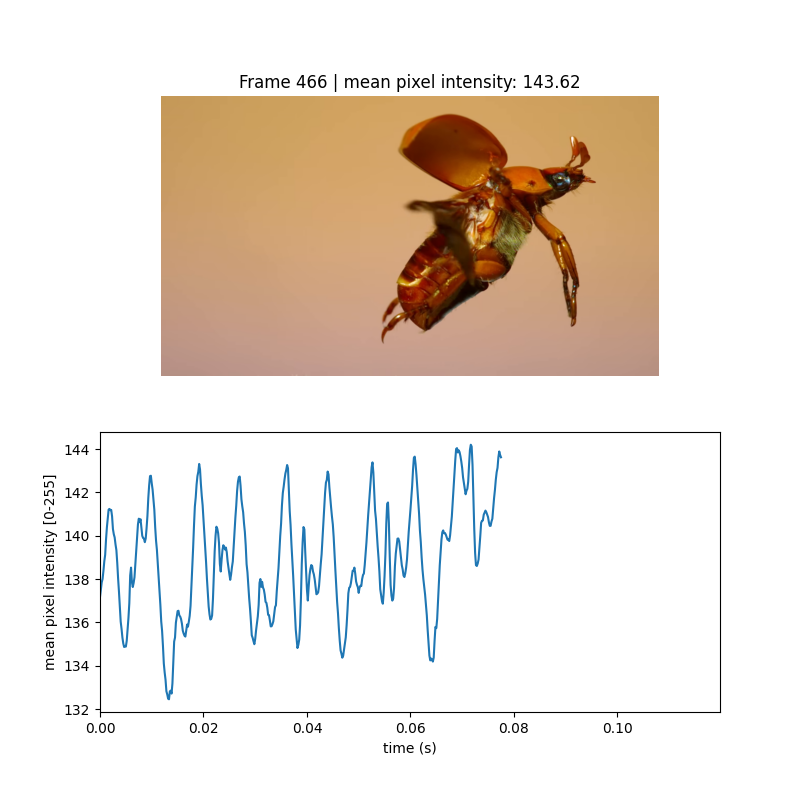 Frame 466 | mean pixel intensity: 143.62
mean pixel intensity [0-255]
144
142
140
138
136
134
132
0.00 0.02 0.04 0.06 0.08 0.10
time (s)